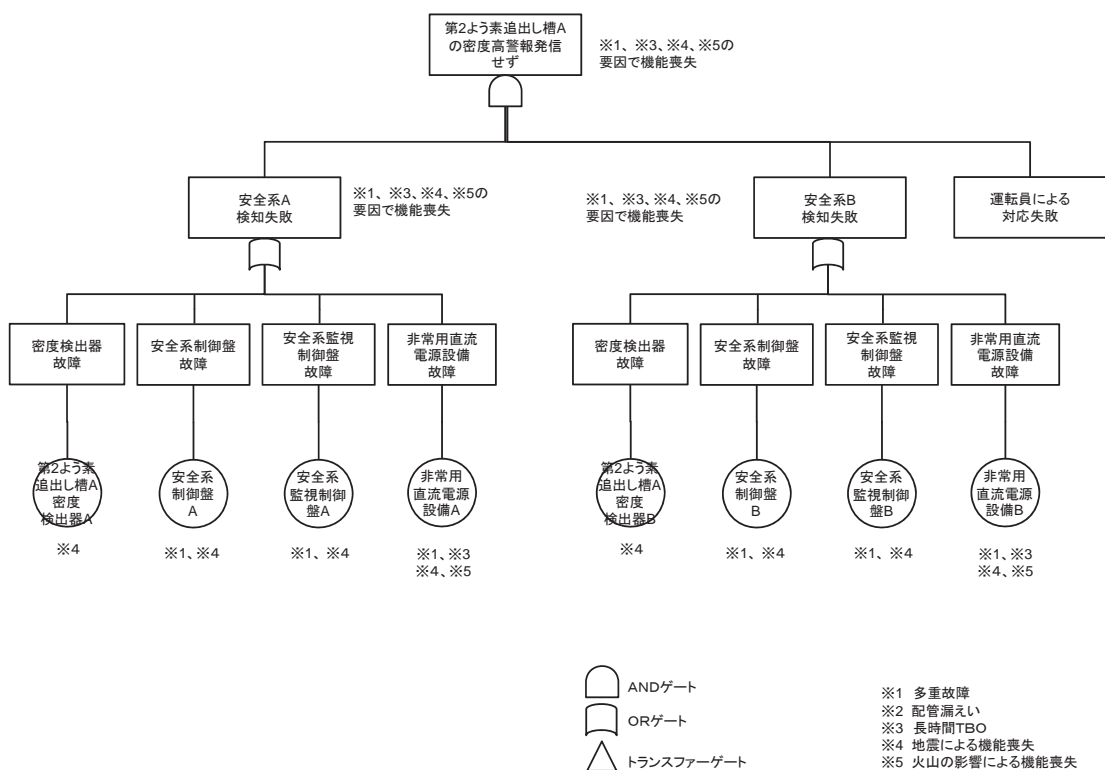 第2よう素追出し槽A
の密度高警報発信
せず
※1、※3、※4、※5の
要因で機能喪失
安全系A
検知失敗
※1、※3、※4、※5の
要因で機能喪失
※1、※3、※4、※5の
要因で機能喪失
安全系B
検知失敗
運転員による
対応失敗
密度検出器
故障
安全系制御盤
故障
安全系監視
制御盤
故障
非常用直流
電源設備
故障
密度検出器
故障
安全系制御盤
故障
安全系監視
制御盤
故障
非常用直流
電源設備
故障
第2よう素
追出し槽A
密度
検出器A
安全系
制御盤
A
安全系
監視制御
盤A
非常用
直流電源
設備A
第2よう素
追出し槽A
密度
検出器B
安全系
制御盤
B
安全系
監視制御
盤B
非常用
直流電源
設備B
※4
※1、※4
※1、※4
※1、※3
※4、※5
※4
※1、※4
※1、※4
※1、※3
※4、※5
ANDゲート
ORゲート
トランスファーゲート
※1 多重故障
※2 配管漏えい
※3 長時間TBO
※4 地震による機能喪失
※5 火山の影響による機能喪失